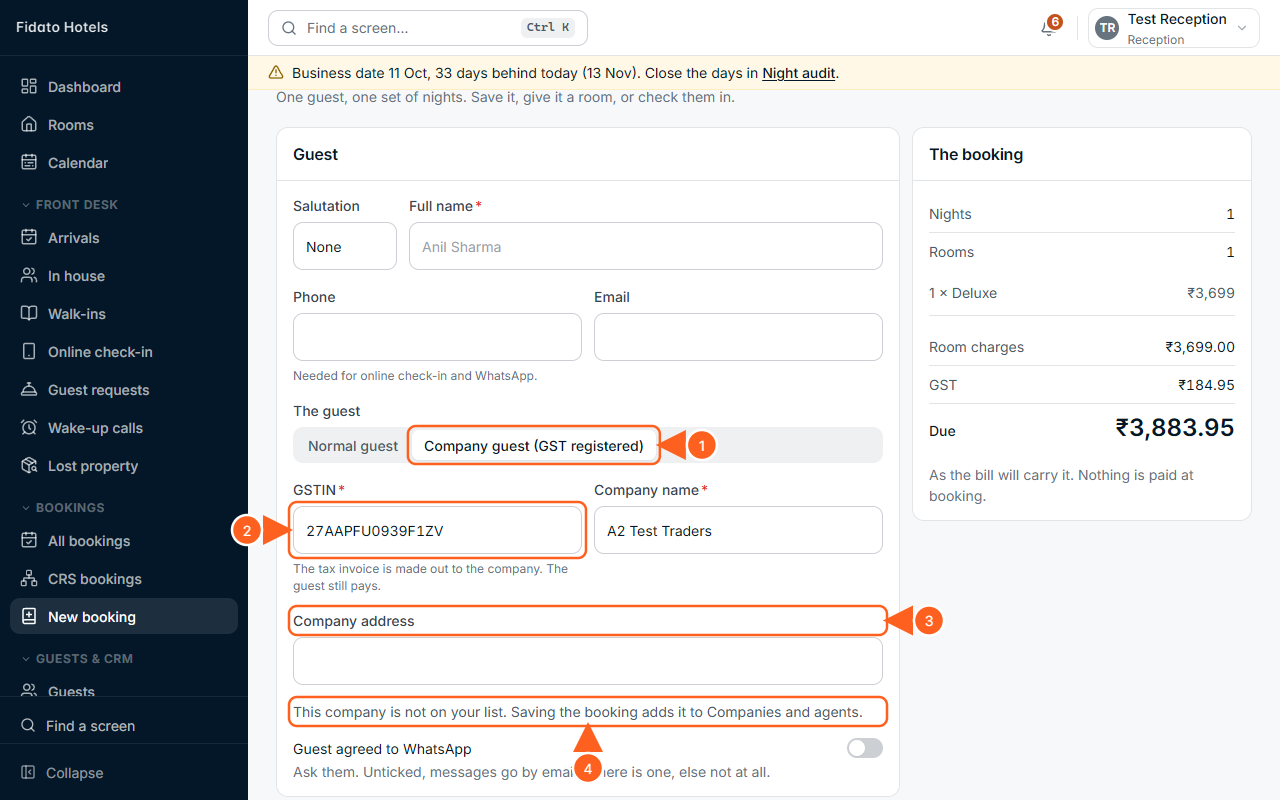 Fidato Hotels
Dashboard
Rooms
Calendar
FRONT DESK
Arrivals
In house
Walk-ins
Online check-in
Guest requests
Wake-up calls
Lost property
BOOKINGS
All bookings
CRS bookings
New booking
GUESTS & CRM
Guests
Find a screen
Collapse
Find a screen... Ctrl K
6
TR Test Reception
Reception
Business date 11 Oct, 33 days behind today (13 Nov). Close the days in Night audit.
One guest, one set of nights. Save it, give it a room, or check them in.
Guest
Salutation Full name*
None Anil Sharma
Phone Email
Needed for online check-in and WhatsApp.
The guest
Normal guest Company guest (GST registered) 1
GSTIN* Company name*
2 27AAPFU0939F1ZV A2 Test Traders
The tax invoice is made out to the company. The
guest still pays.
Company address 3
This company is not on your list. Saving the booking adds it to Companies and agents.
Guest agreed to WhatsApp
4
Ask them. Unticked, messages go by emai here is one, else not at all.
The booking
Nights 1
Rooms 1
1 × Deluxe ₹3,699
Room charges ₹3,699.00
GST ₹184.95
Due ₹3,883.95
As the bill will carry it. Nothing is paid at
booking.